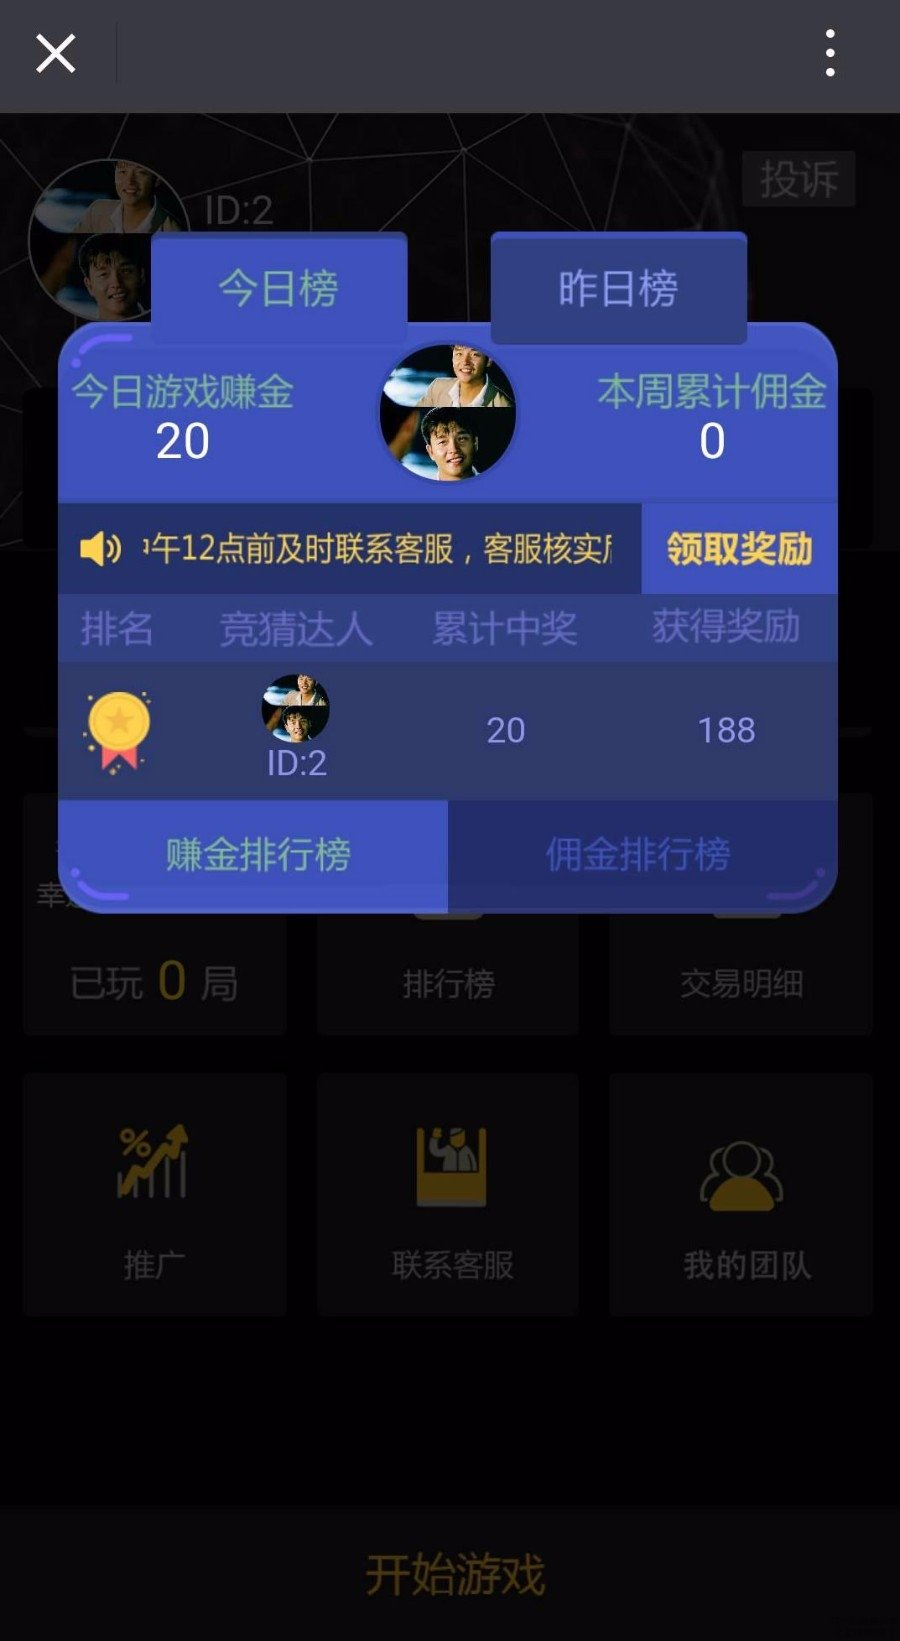 ID:2
投诉
今日榜
昨日榜
今日游戏赚金
20
本周累计佣金
0
午12点前及时联系客服，客服核实
领取奖励
排名 竞猜达人 累计中奖 获得奖励
ID:2 20 188
赚金排行榜
佣金排行榜
幸
已玩 0 局
排行榜
交易明细
推广
联系客服
我的团队
开始游戏